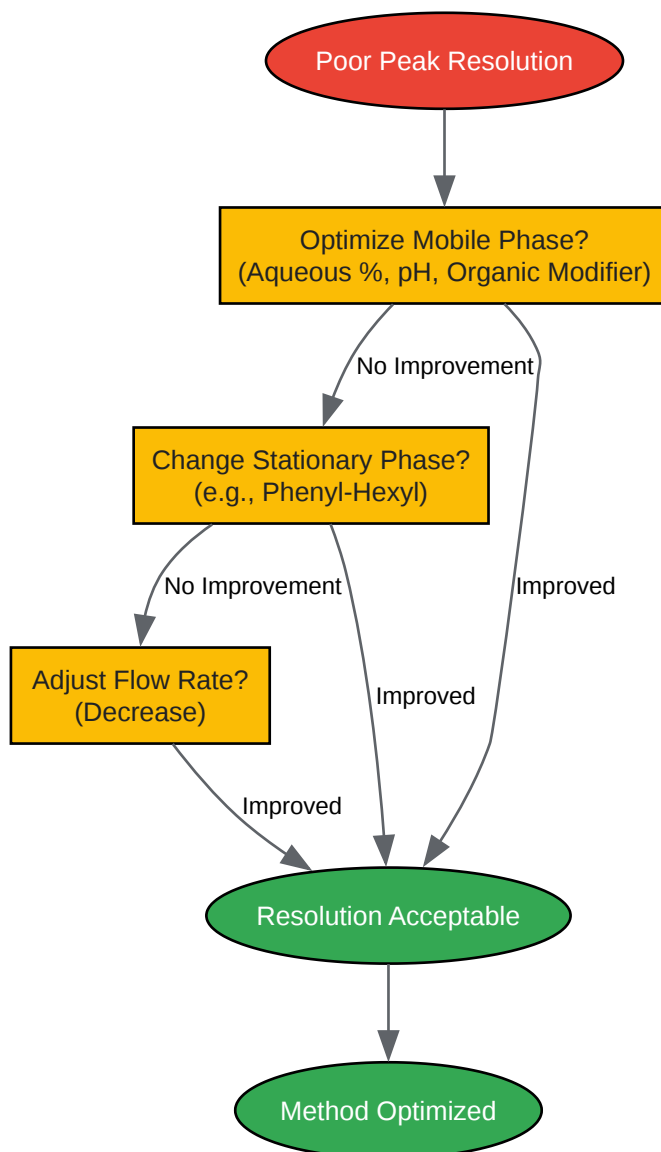 Poor Peak Resolution
Optimize Mobile Phase?
(Aqueous %, pH, Organic Modifier)
No Improvement
Change Stationary Phase?
(e.g., Phenyl-Hexyl)
No Improvement
Improved
Adjust Flow Rate?
(Decrease)
Improved
Improved
Resolution Acceptable
Method Optimized